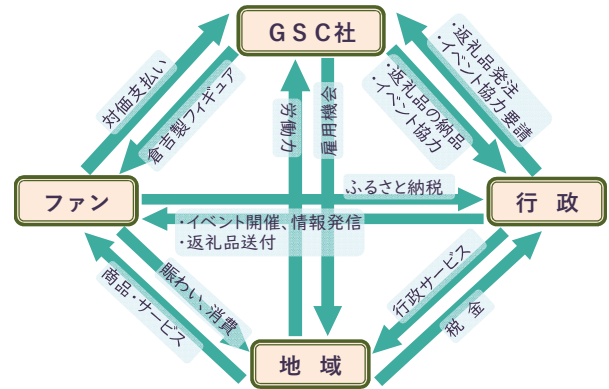 GSC社
対価支払い
倉吉製フィギュア
労働力
雇用機会
・返礼品の納品
・イベント協力
・返礼品発注
・イベント協力要請
ファン
ふるさと納税
・イベント開催、情報発信
・返礼品送付
行政
商品・サービス
賑わい、消費
行政サービス
税金
地域